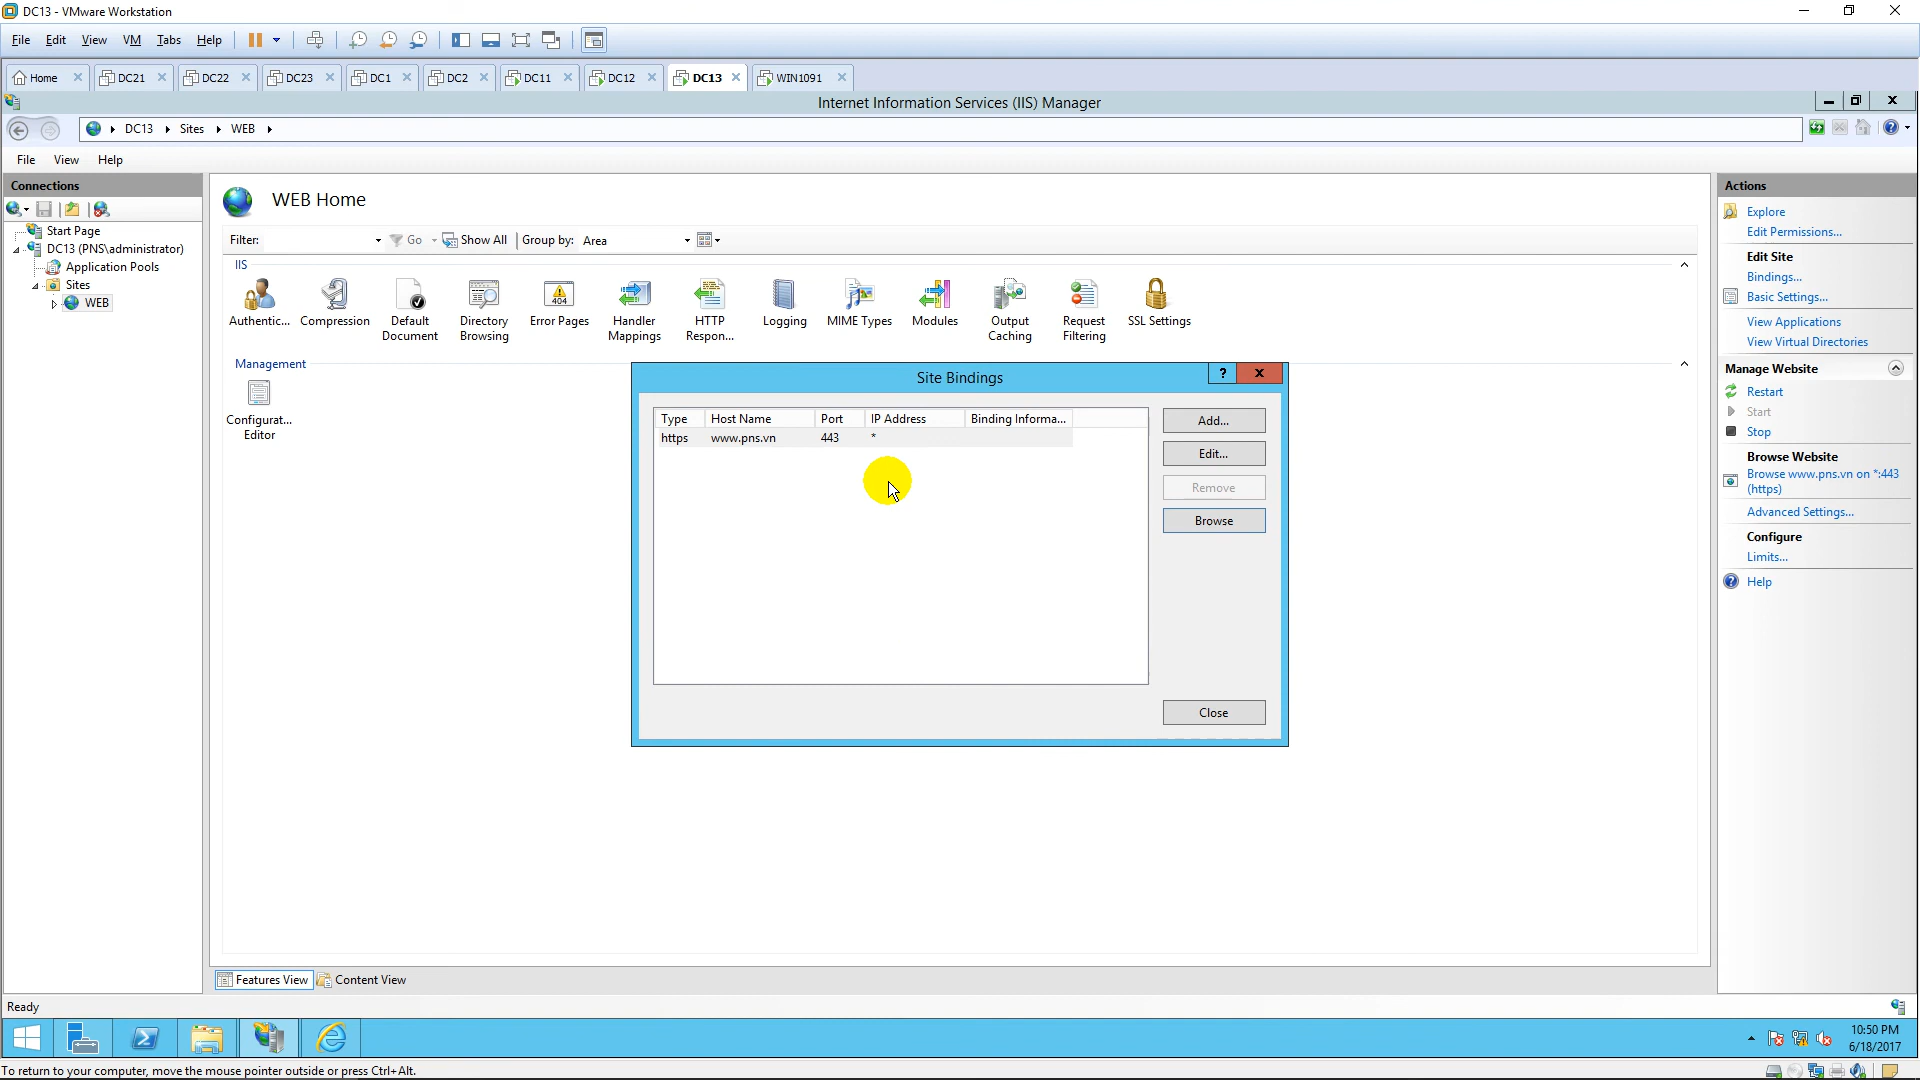 DC13 - VMware Workstation
File Edit View VM Tabs Help
Home DC21 DC22 DC23 DC1 DC2 DC11 DC12 DC13 WIN1091
Internet Information Services (IIS) Manager
DC13 Sites WEB
File View Help
Connections
Start Page
DC13 (PNS\administrator)
Application Pools
Sites
WEB
WEB Home
Filter: Go Show All Group by: Area
IIS
Authentic... Compression Default Document Directory Browsing Error Pages Handler Mappings HTTP Respon... Logging MIME Types Modules Output Caching Request Filtering SSL Settings
404
Management
Configurat... Editor
Site Bindings
?
Type Host Name Port IP Address Binding Informa...
https www.pns.vn 443 *
Add...
Edit...
Remove
Browse
Close
Features View Content View
Actions
Explore
Edit Permissions...
Edit Site
Bindings...
Basic Settings...
View Applications
View Virtual Directories
Manage Website
Restart
Start
Stop
Browse Website
Browse www.pns.vn on *:443
(https)
Advanced Settings...
Configure
Limits...
Help
Ready
10:50 PM
6/18/2017
To return to your computer, move the mouse pointer outside or press Ctrl+Alt.